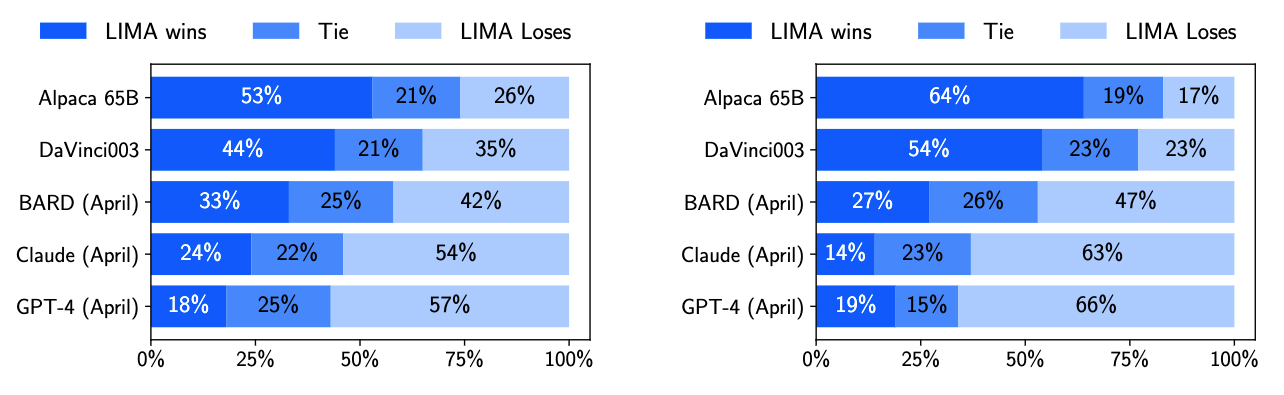 LIMA wins Tie LIMA Loses
Alpaca 65B 53% 21% 26%
DaVinci003 44% 21% 35%
BARD (April) 33% 25% 42%
Claude (April) 24% 22% 54%
GPT-4 (April) 18% 25% 57%
0% 25% 50% 75% 100%
LIMA wins Tie LIMA Loses
Alpaca 65B 64% 19% 17%
DaVinci003 54% 23% 23%
BARD (April) 27% 26% 47%
Claude (April) 14% 23% 63%
GPT-4 (April) 19% 15% 66%
0% 25% 50% 75% 100%